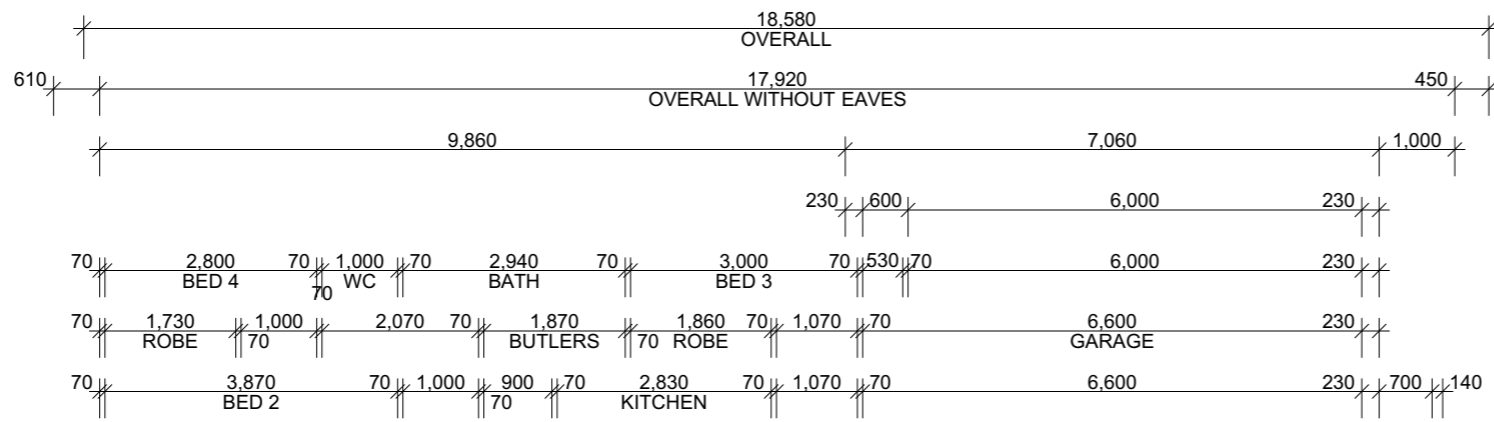 18,580
OVERALL
610 17,920 450
OVERALL WITHOUT EAVES
9,860 7,060 1,000
230 600 6,000 230
70 2,800 70 1,000 70 2,940 70 3,000 70 530 70 6,000 230
BED 4 WC BATH BED 3
70
70 1,730 1,000 2,070 70 1,870 1,860 70 1,070 70 6,600 230
ROBE 70 BUTLERS 70 ROBE GARAGE
70 3,870 70 1,000 900 70 2,830 70 1,070 70 6,600 230 700 140
BED 2 70 KITCHEN